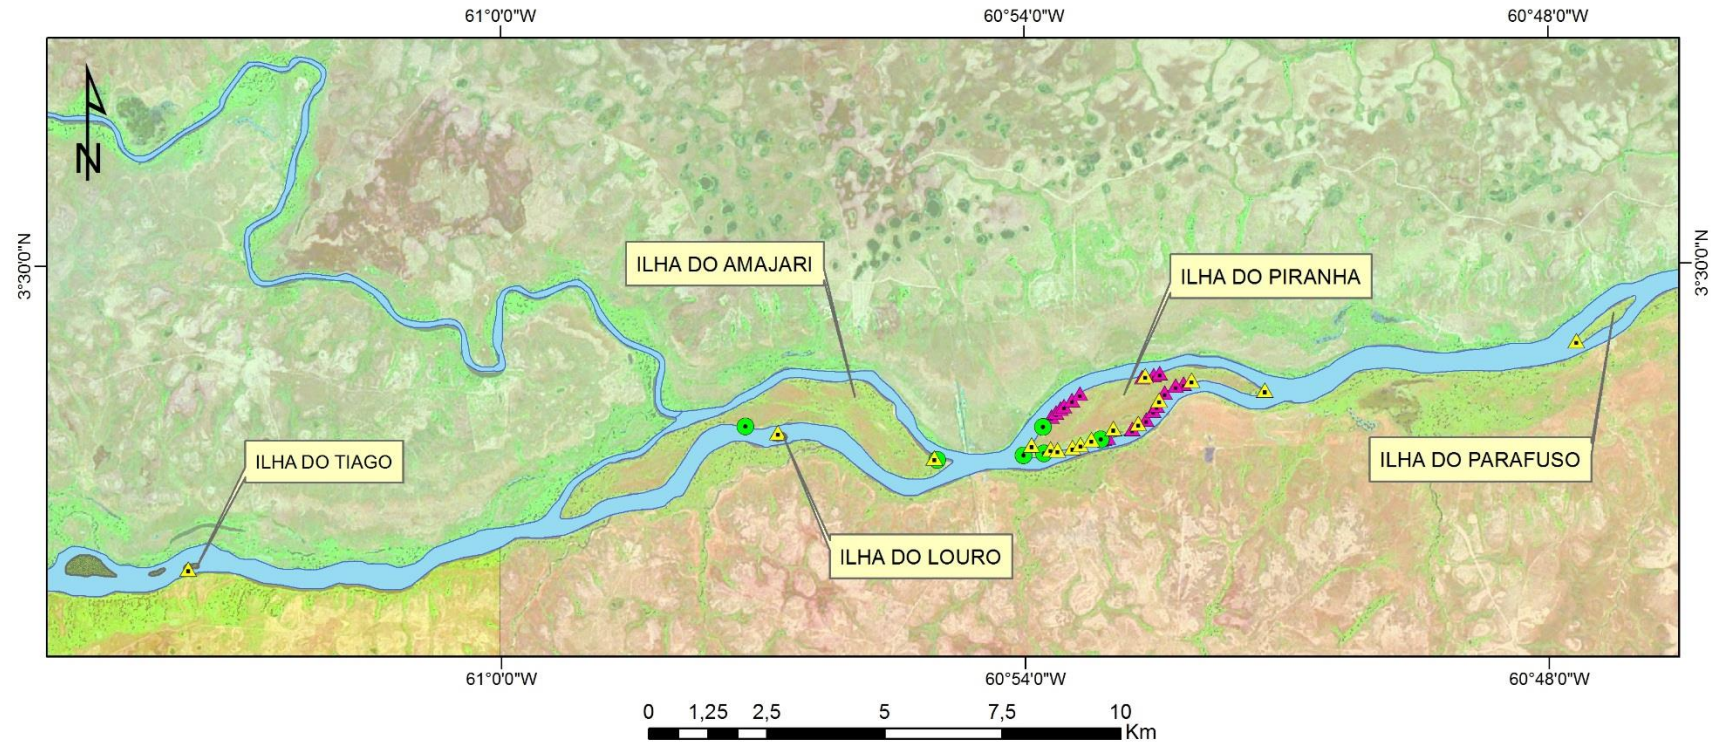 61°0'0"W 60°54'0"W 60°48'0"W
N
3°30'0"N
3°30'0"N
ILHA DO AMAJARI
ILHA DO PIRANHA
ILHA DO TIAGO
ILHA DO PARAFUSO
ILHA DO LOURO
61°0'0"W 60°54'0"W 60°48'0"W
0 1,25 2,5 5 7,5 10
Km